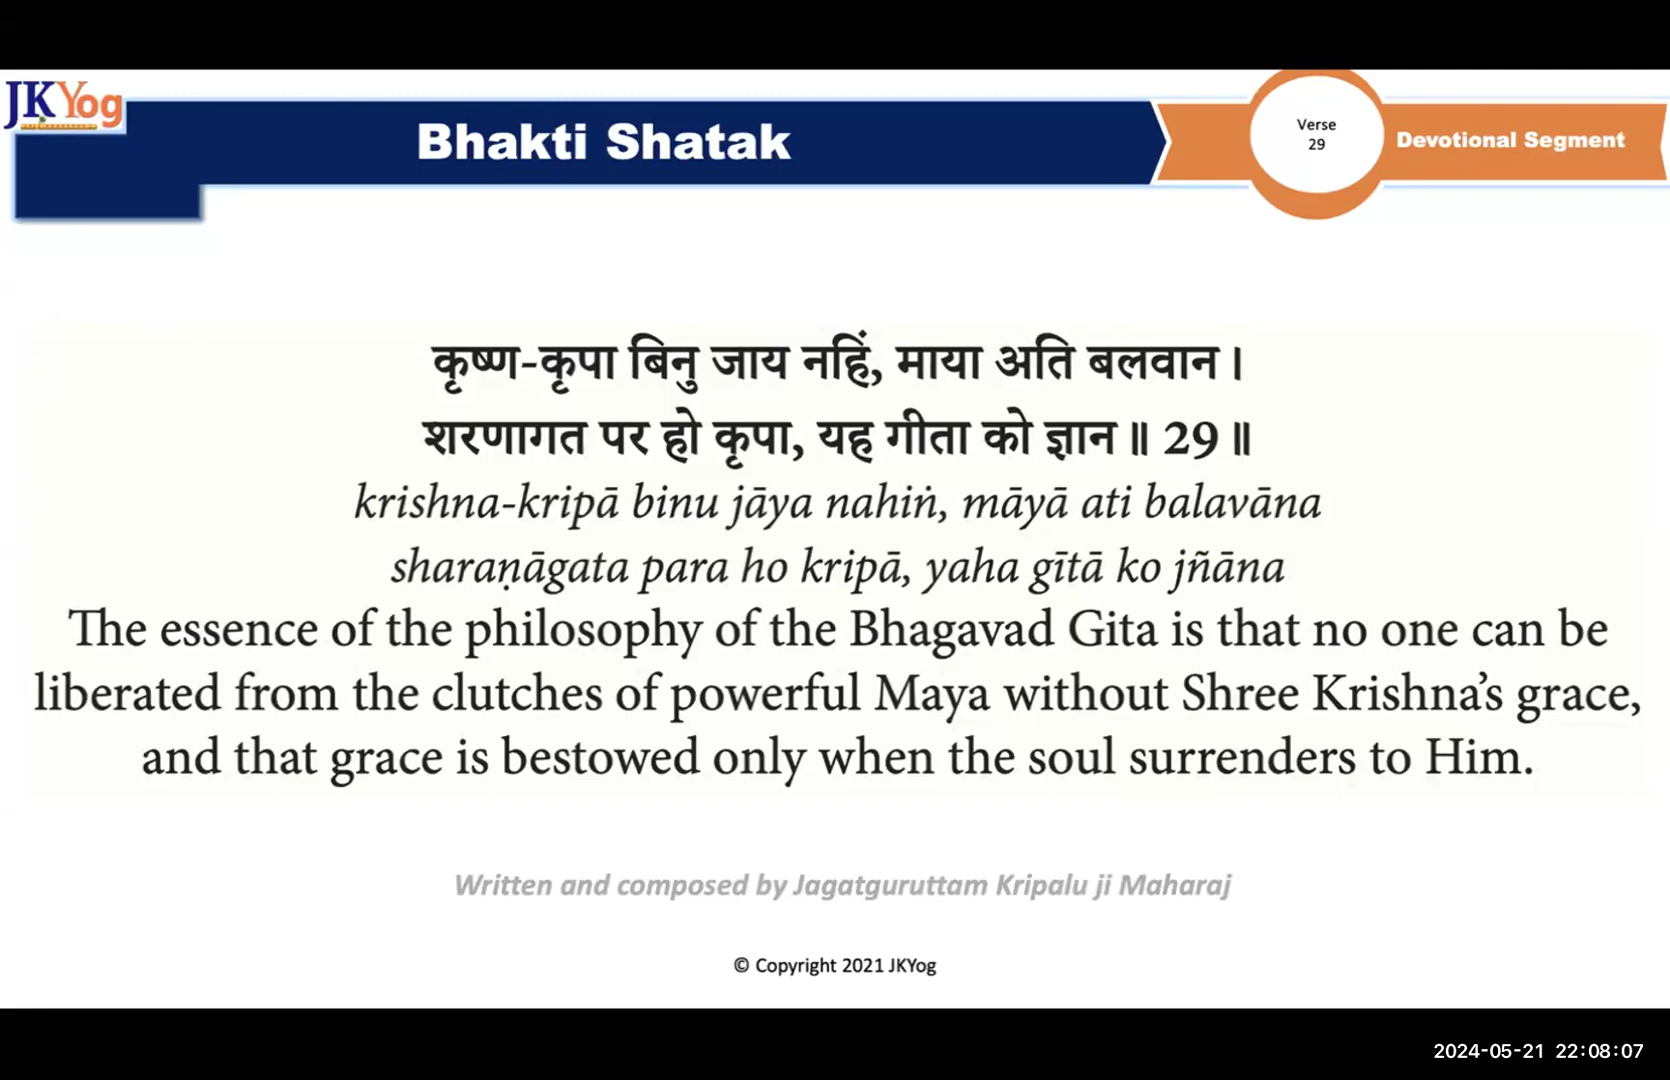 JKYog
Bhakti Shatak
Verse
29
Devotional Segment
कृष्ण-कृपा बिनु जाय नहिं, माया अति बलवान।
शरणागत पर हो कृपा, यह गीता को ज्ञान॥ 29॥
krishna-kripā binu jāya nahiṅ, māyā ati balavāna
sharaṇāgata para ho kripā, yaha gītā ko jñāna
The essence of the philosophy of the Bhagavad Gita is that no one can be
liberated from the clutches of powerful Maya without Shree Krishna’s grace,
and that grace is bestowed only when the soul surrenders to Him.
Written and composed by Jagatguruttam Kripalu ji Maharaj
© Copyright 2021 JKYog
2024-05-21 22:08:07